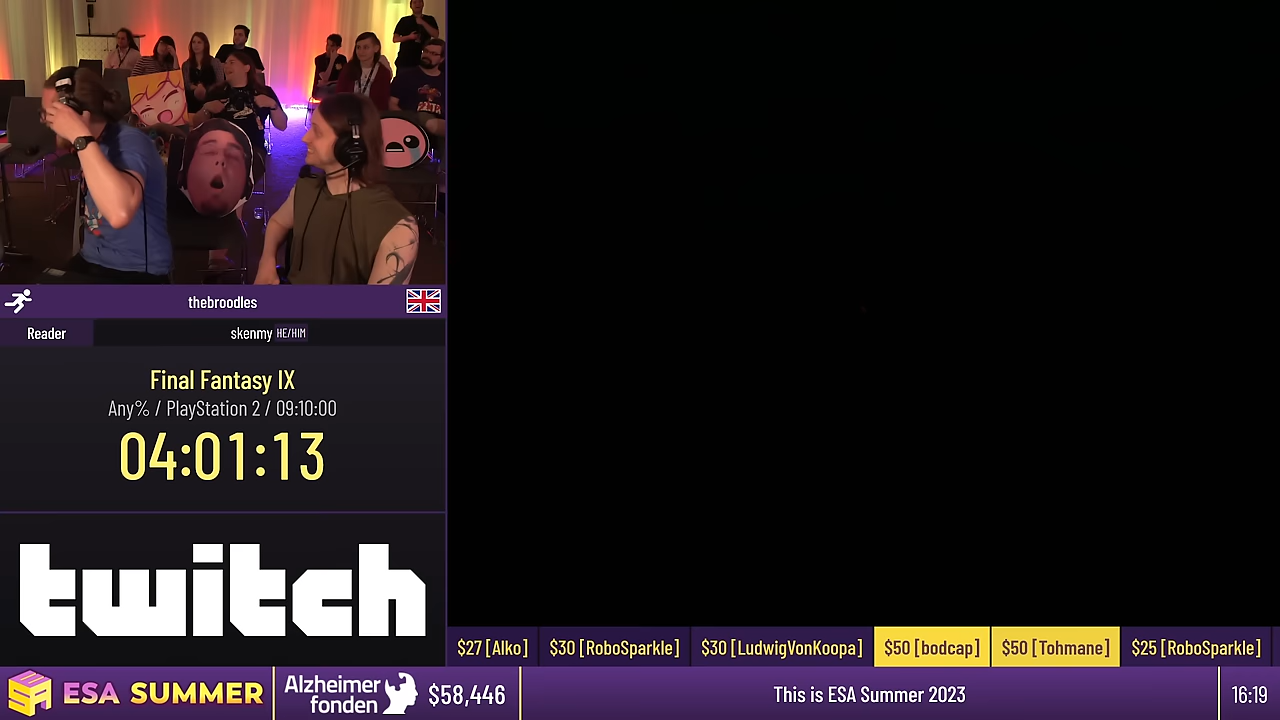 thebroodles
Reader
skenmy HE/HIM
Final Fantasy IX
Any% / PlayStation 2 / 09:10:00
04:01:13
twitch
$27 [Alko]
$30 [RoboSparkle]
$30 [LudwigVonKoopa]
$50 [bodcap]
$50 [Tohmane]
$25 [RoboSparkle]
ESA SUMMER
Alzheimer
fonden
$58,446
This is ESA Summer 2023
16:19